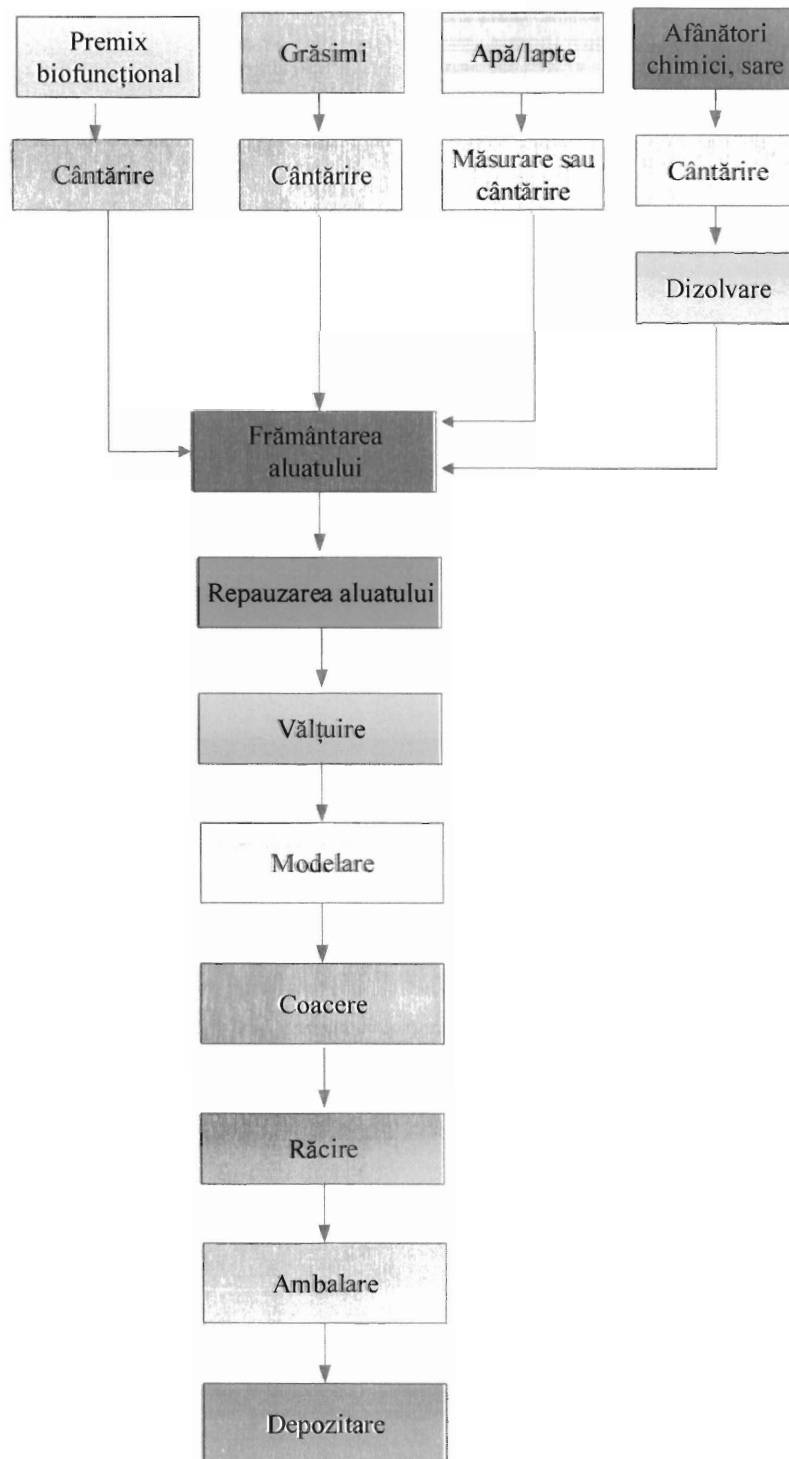 Premix
biofuncțional
Grăsimi
Apă/lapte
Afânători
chimici, sare
Cântărire
Cântărire
Măsurare sau
cântărire
Cântărire
Dizolvare
Frământarea
aluatului
Repauzarea aluatului
Vălțuire
Modelare
Coacere
Răcire
Ambalare
Depozitare